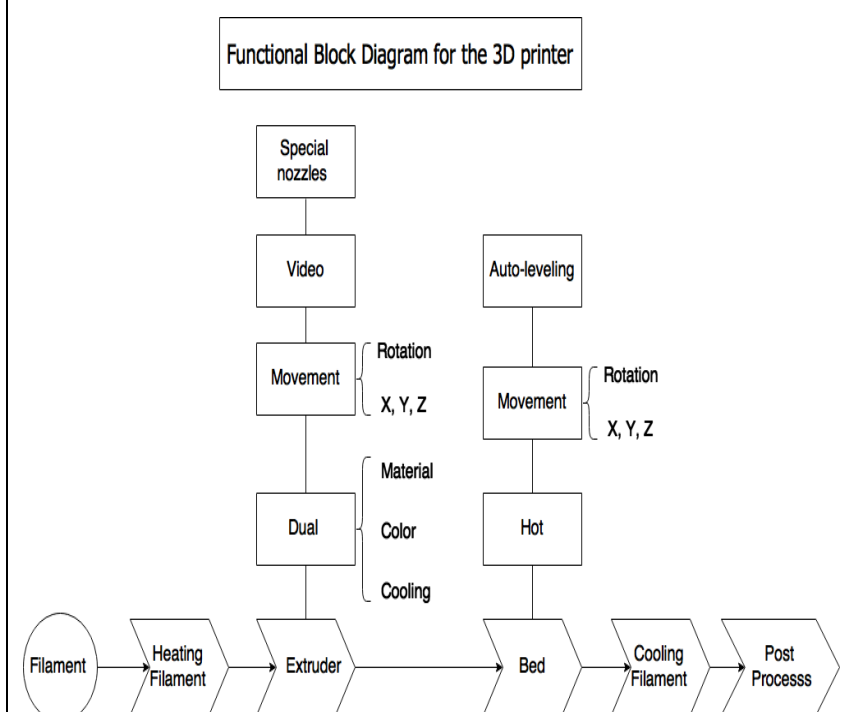 Functional Block Diagram for the 3D printer
Special
nozzles
Video
Auto-leveling
Movement
Rotation
X, Y, Z
Movement
Rotation
X, Y, Z
Dual
Material
Color
Cooling
Hot
Filament
Heating
Filament
Extruder
Bed
Cooling
Filament
Post
Processs